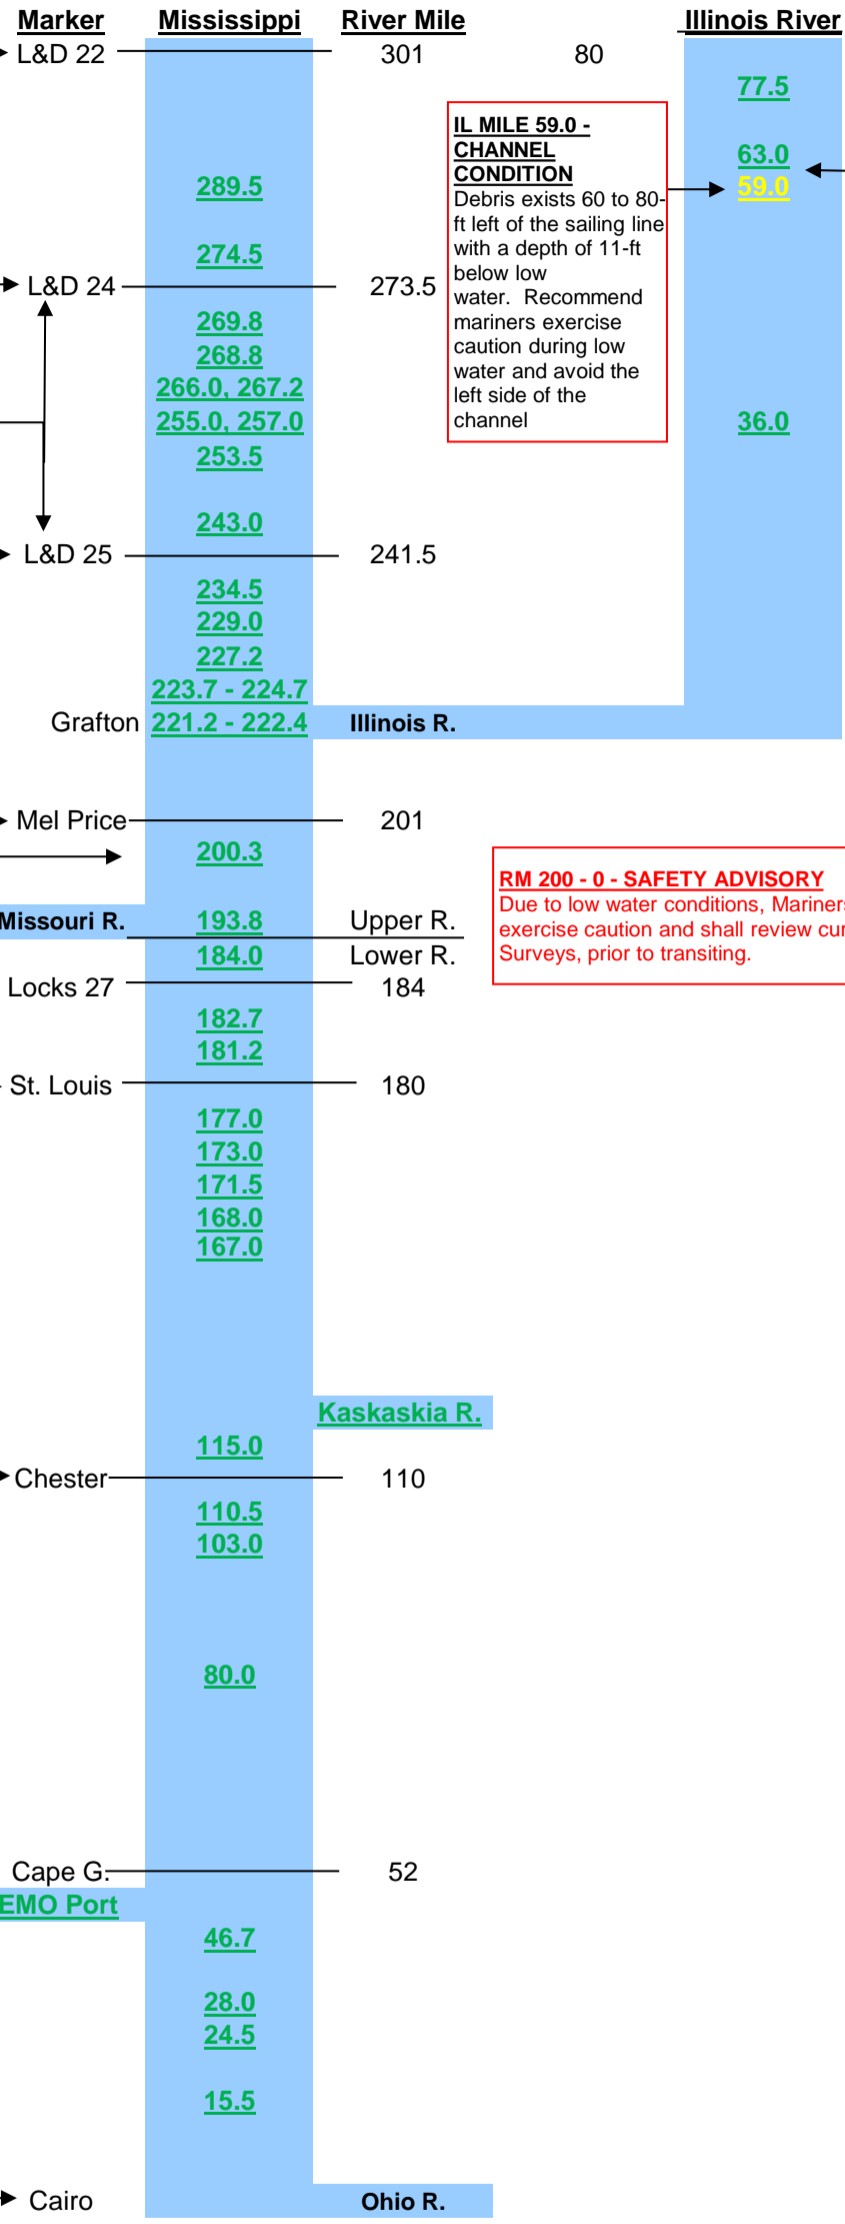 Marker Mississippi River Mile Illinois River
L&D 22 301 80
77.5
IL MILE 59.0 -
CHANNEL
CONDITION
Debris exists 60 to 80-
ft left of the sailing line
with a depth of 11-ft
below low
water. Recommend
mariners exercise
caution during low
water and avoid the
left side of the
channel
63.0
59.0
36.0
289.5
274.5
L&D 24 273.5
269.8
268.8
266.0, 267.2
255.0, 257.0
253.5
243.0
L&D 25 241.5
234.5
229.0
227.2
223.7 - 224.7
Grafton 221.2 - 222.4 Illinois R.
Mel Price 201
200.3
RM 200 - 0 - SAFETY ADVISORY
Due to low water conditions, Mariners
exercise caution and shall review cur
Surveys, prior to transiting.
Missouri R. 193.8 Upper R.
184.0 Lower R.
Locks 27 184
182.7
181.2
St. Louis 180
177.0
173.0
171.5
168.0
167.0
Kaskaskia R.
115.0
Chester 110
110.5
103.0
80.0
Cape G. 52
EMO Port
46.7
28.0
24.5
15.5
Cairo Ohio R.